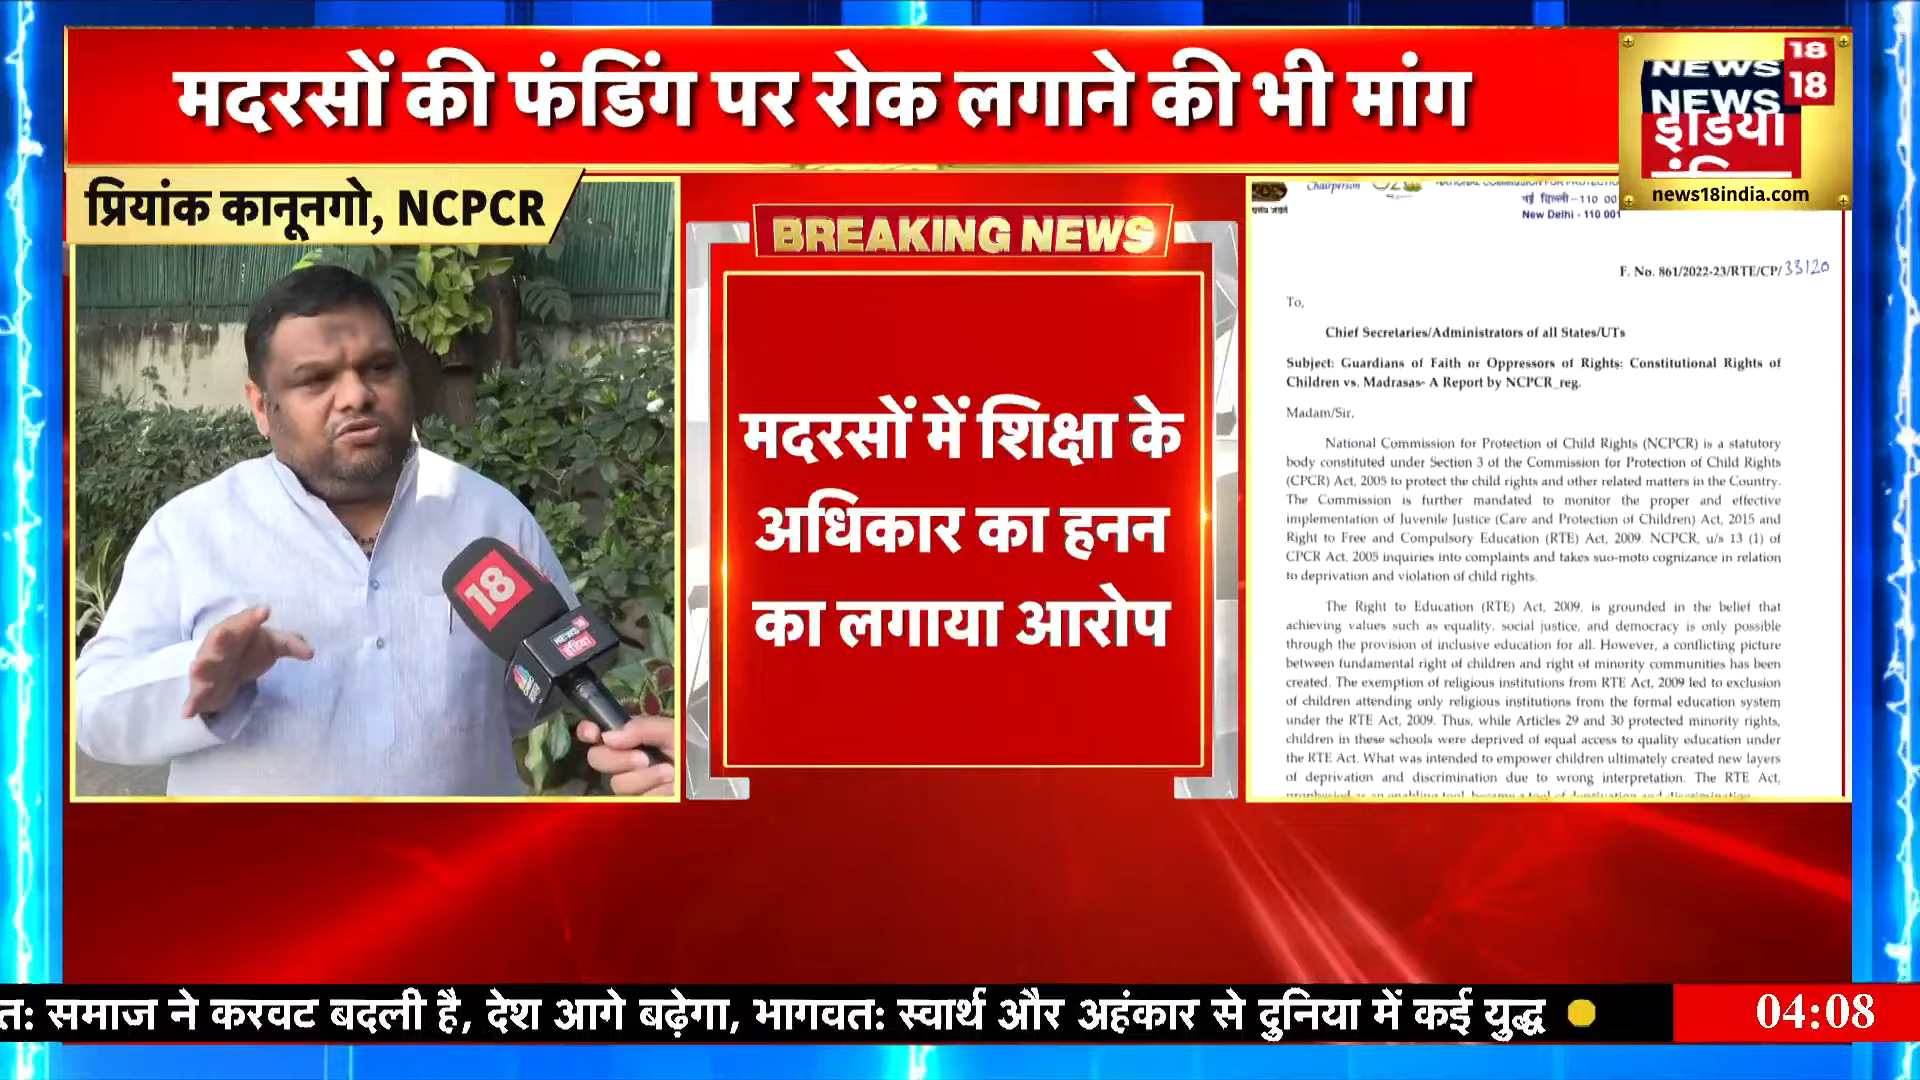 मदरसों की फंडिंग पर रोक लगाने की भी मांग
NEWS 18
NEWS 18
इंडिया
news18india.com
प्रियांक कानूनगो, NCPCR
BREAKING NEWS
मदरसों में शिक्षा के
अधिकार का हनन
का लगाया आरोप
18
Chairperson
नई दिल्ली-110 00
New Delhi - 110 001
F. No. 861/2022-23/RTE/CP/33120
To,
Chief Secretaries/Administrators of all States/UTs
Subject: Guardians of Faith or Oppressors of Rights: Constitutional Rights of
Children vs. Madrasas- A Report by NCPCR_reg.
Madam/Sir,
National Commission for Protection of Child Rights (NCPCR) is a statutory
body constituted under Section 3 of the Commission for Protection of Child Rights
(CPCR) Act, 2005 to protect the child rights and other related matters in the Country.
The Commission is further mandated to monitor the proper and effective
implementation of Juvenile Justice (Care and Protection of Children) Act, 2015 and
Right to Free and Compulsory Education (RTE) Act, 2009. NCPCR, u/s 13 (1) of
CPCR Act, 2005 inquiries into complaints and takes suo-moto cognizance in relation
to deprivation and violation of child rights.
The Right to Education (RTE) Act, 2009, is grounded in the belief that
achieving values such as equality, social justice, and democracy is only possible
through the provision of inclusive education for all. However, a conflicting picture
between fundamental right of children and right of minority communities has been
created. The exemption of religious institutions from RTE Act, 2009 led to exclusion
of children attending only religious institutions from the formal education system
under the RTE Act, 2009. Thus, while Articles 29 and 30 protected minority rights,
children in these schools were deprived of equal access to quality education under
the RTE Act. What was intended to empower children ultimately created new layers
of deprivation and discrimination due to wrong interpretation. The RTE Act,
त: समाज ने करवट बदली है, देश आगे बढ़ेगा, भागवत: स्वार्थ और अहंकार से दुनिया में कई युद्ध
04:08